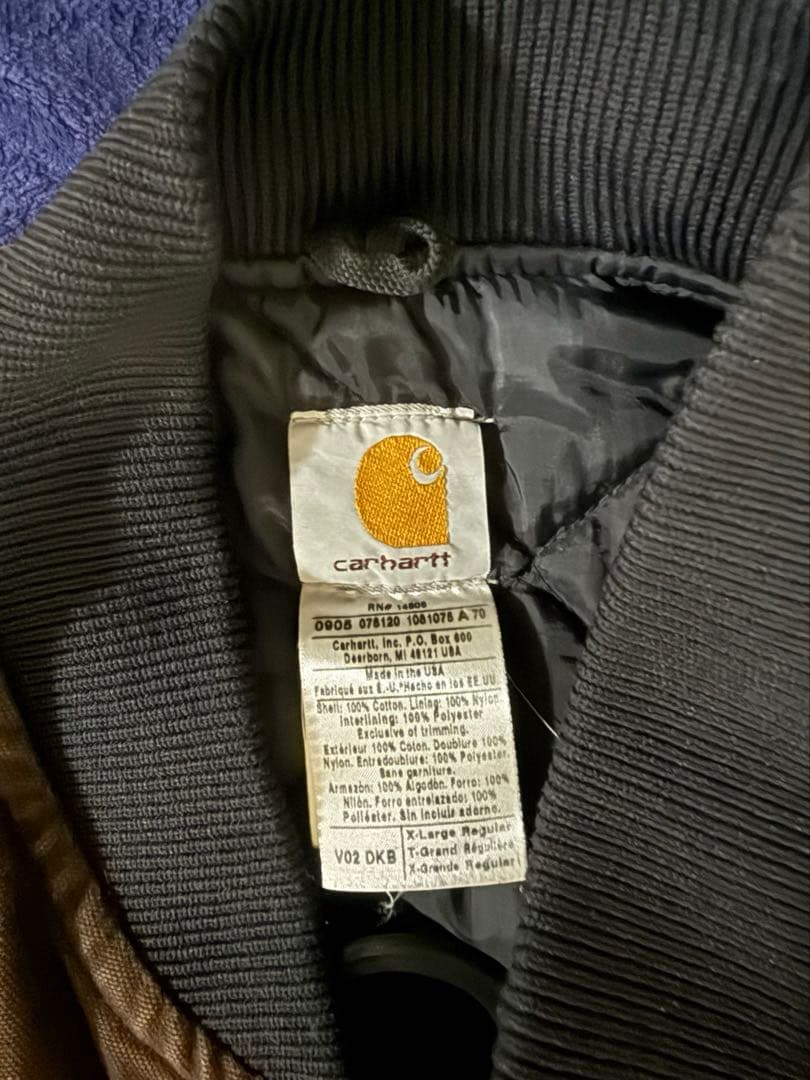 carhartt
RN# 14806
0905 075120 1081075 A 70
Carhartt, Inc. P.O. Box 600
Dearborn, MI 48121 USA
Made in the USA
Fabriqué aux É.-U.*Hecho en los EE.UU
Shell: 100% Cotton. Lining: 100% Nylon.
Interlining: 100% Polyester
Exclusive of trimming.
Extérieur 100% Coton. Doublure 100%
Nylon. Entredoublure: 100% Polyester.
Sans garniture.
Armazón: 100% Algodón. Forro: 100%
Nilón. Forro entrelazado: 100%
Poliéster. Sin incluis adorno.
V02 DKB
X-Large Regular
T-Grand Régulière
X-Grande Regular